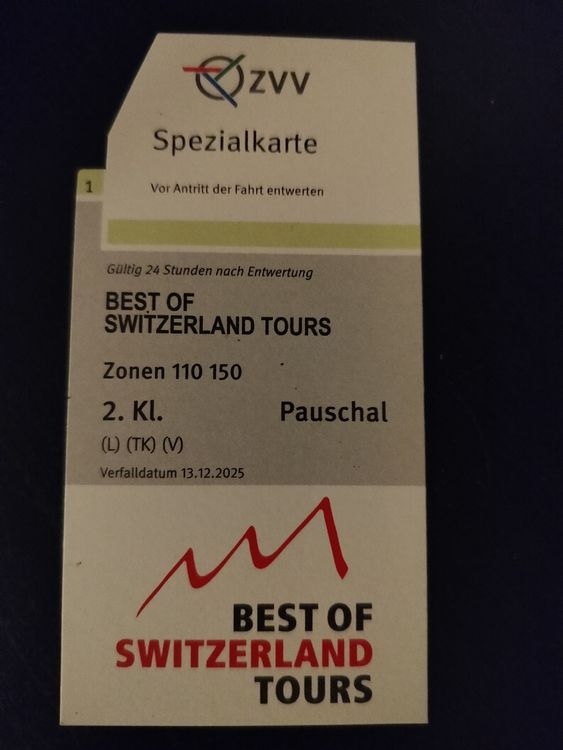 ZVV
Spezialkarte
1
Vor Antritt der Fahrt entwerten
Gültig 24 Stunden nach Entwertung
BEST OF
SWITZERLAND TOURS
Zonen 110 150
2. Kl. Pauschal
(L) (TK) (V)
Verfalldatum 13.12.2025
BEST OF
SWITZERLAND
TOURS